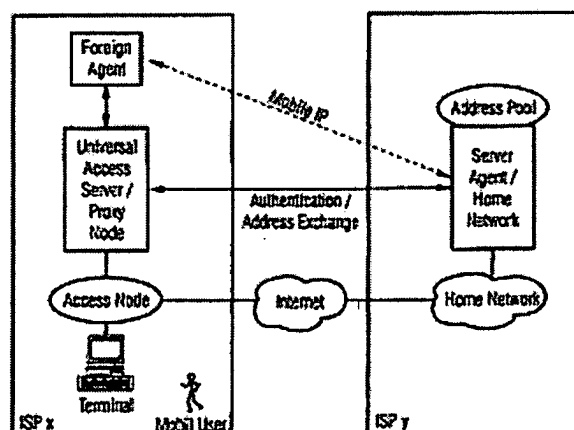 Foreign
Agent
Mobile IP
Address Pool
Universal
Access
Server /
Proxy
Node
Server
Agent /
Home
Network
Authentication /
Address Exchange
Access Node
Internet
Home Network
Terminal
ISP x
Mobil User
ISP y